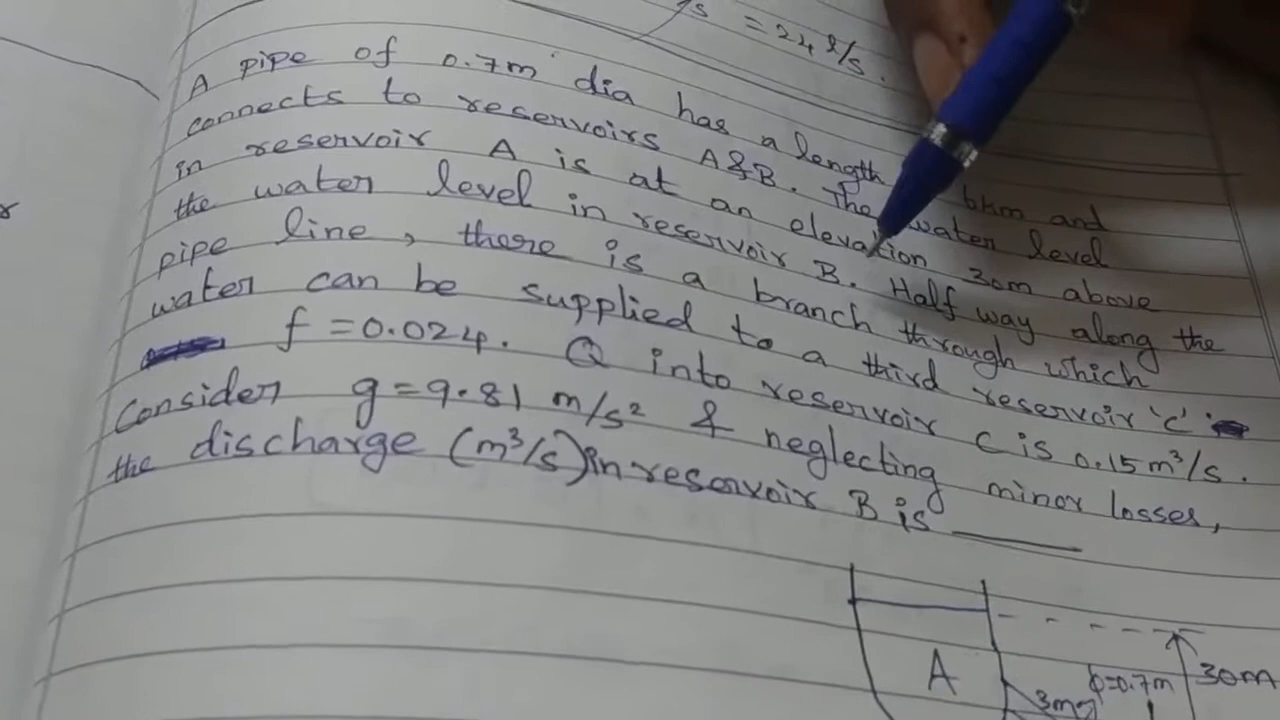 = 24 l/s.
A pipe of 0.7m dia has a length 6km and
connects to reservoirs A&B. The water level
in reservoir A is at an elevation 30m above
the water level in reservoir B. Half way along the
pipe line, there is a branch through which
water can be supplied to a third reservoir 'c'
f = 0.024. Q into reservoir C is 0.15 m³/s.
Consider g = 9.81 m/s² & neglecting minor losses,
the discharge (m³/s) in reservoir B is ____
A
30m
ϕ=0.7m